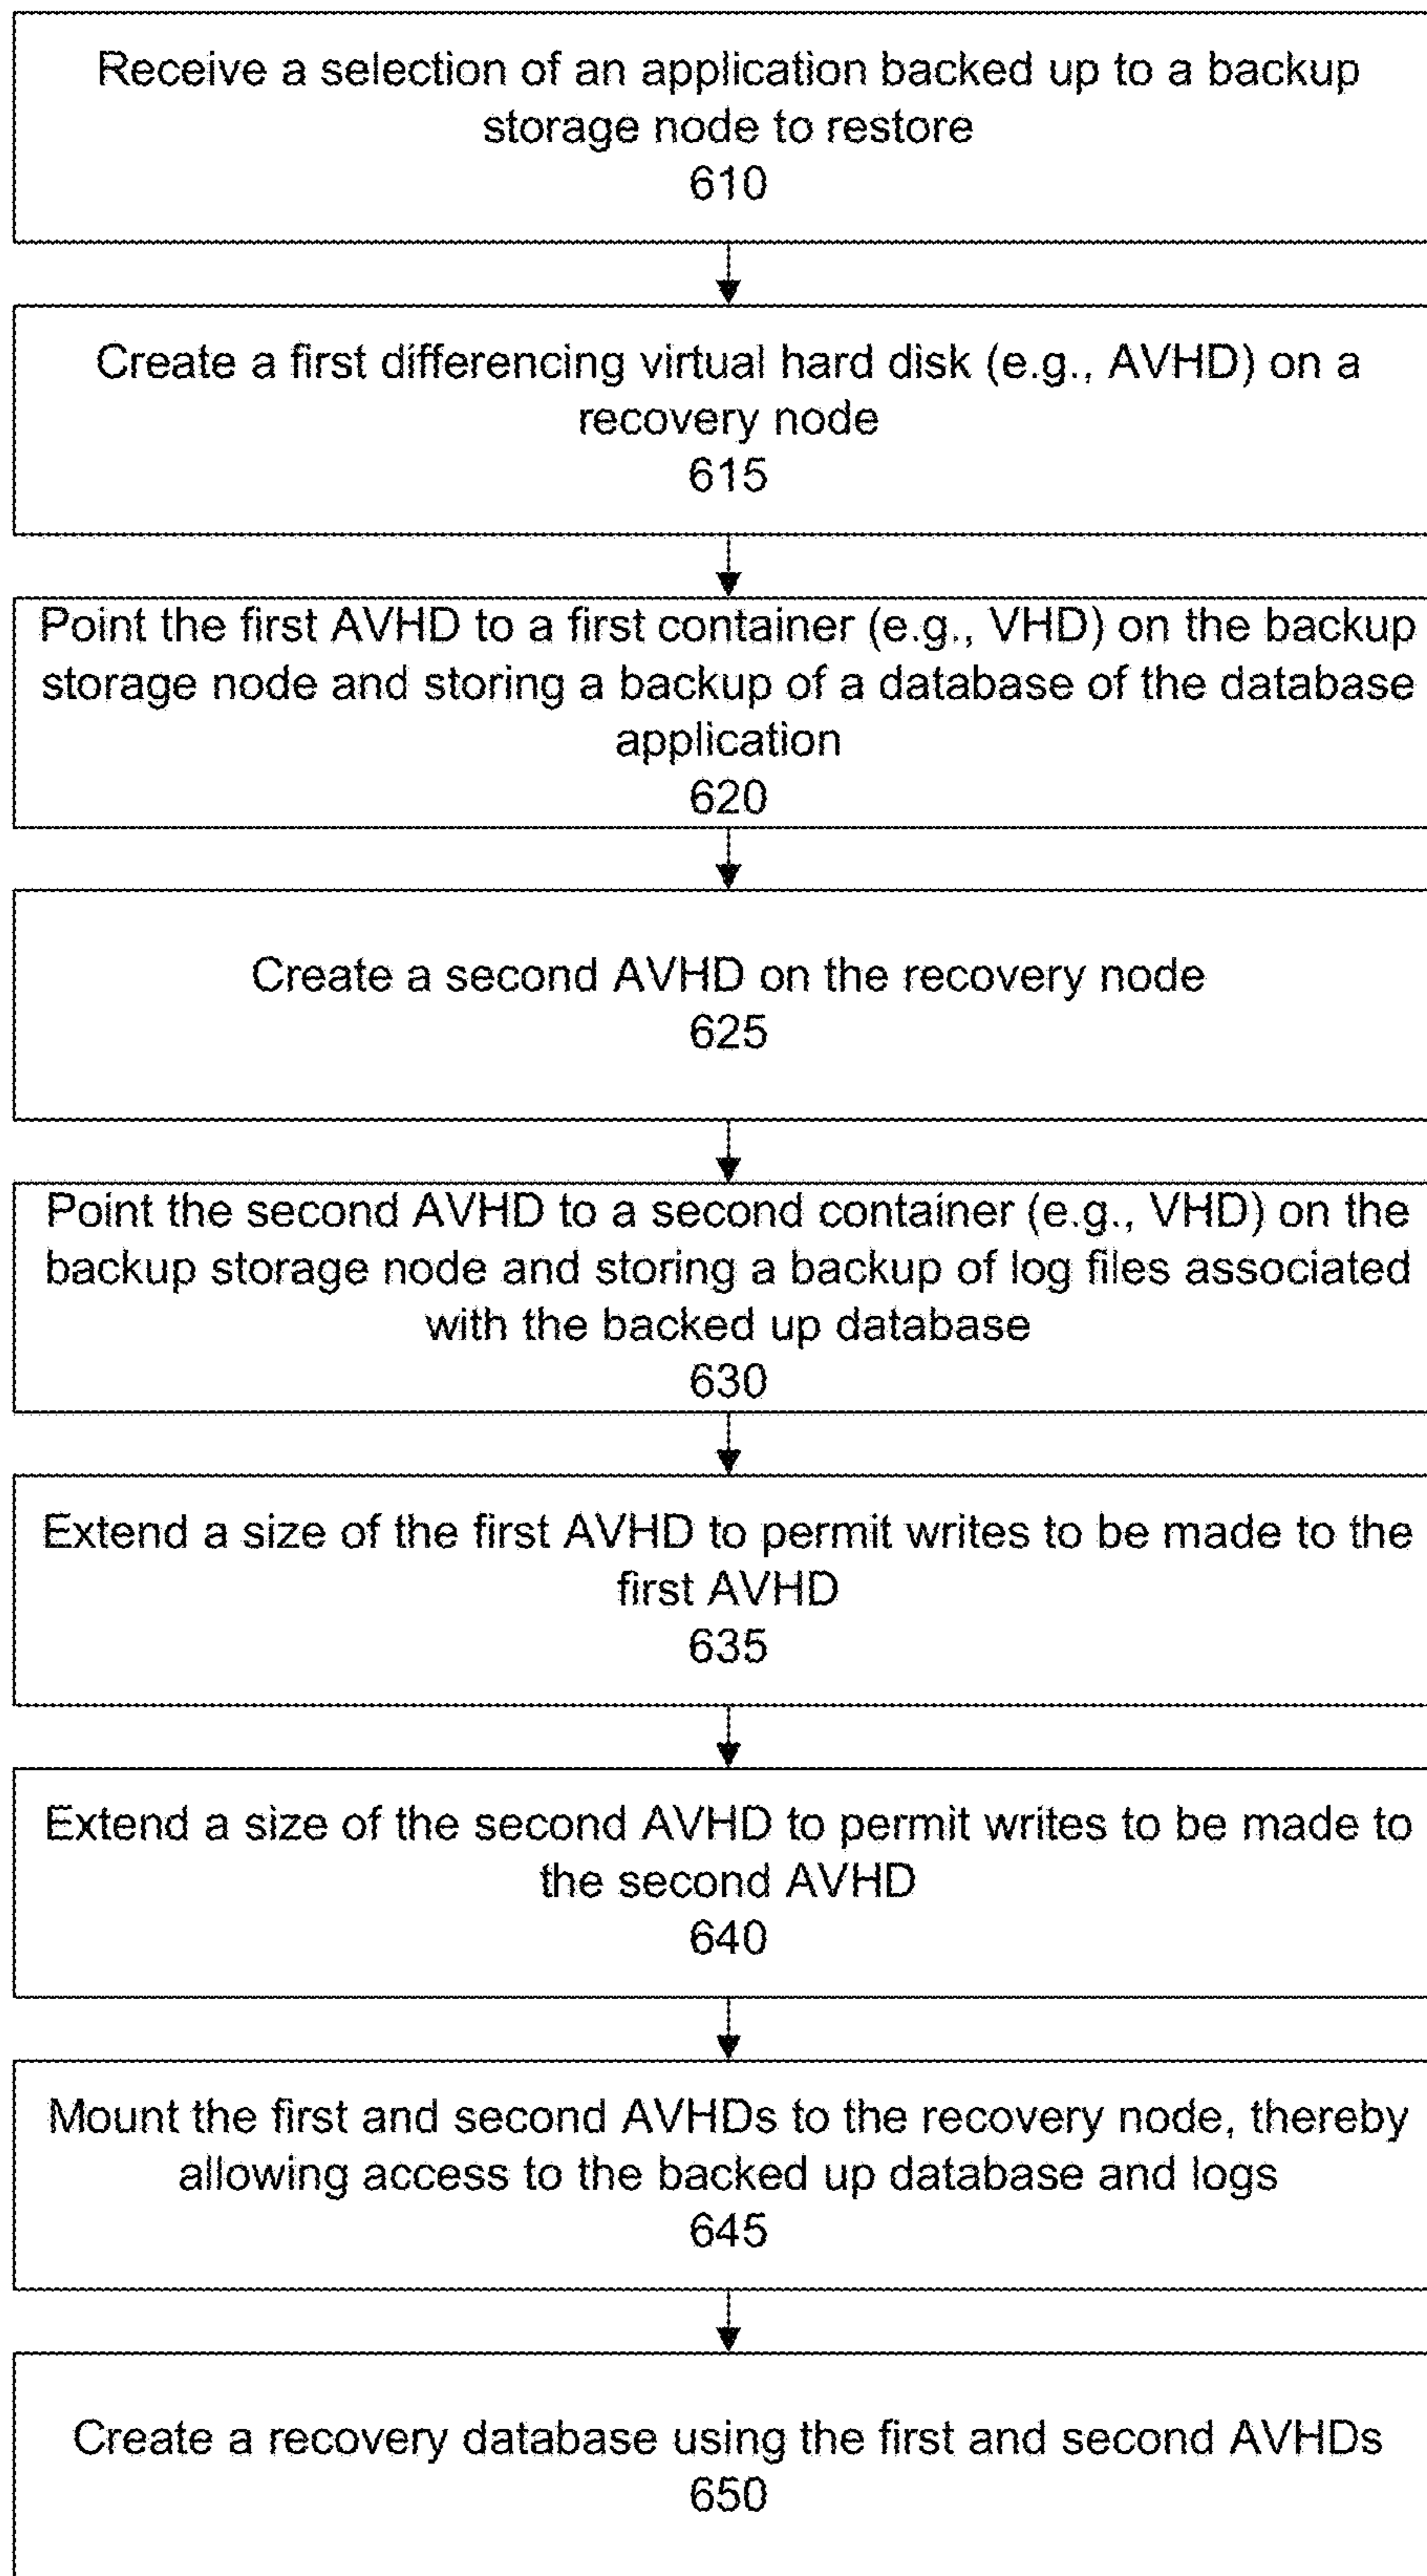 Receive a selection of an application backed up to a backup
storage node to restore
610
Create a first differencing virtual hard disk (e.g., AVHD) on a
recovery node
615
Point the first AVHD to a first container (e.g., VHD) on the backup
storage node and storing a backup of a database of the database
application
620
Create a second AVHD on the recovery node
625
Point the second AVHD to a second container (e.g., VHD) on the
backup storage node and storing a backup of log files associated
with the backed up database
630
Extend a size of the first AVHD to permit writes to be made to the
first AVHD
635
Extend a size of the second AVHD to permit writes to be made to
the second AVHD
640
Mount the first and second AVHDs to the recovery node, thereby
allowing access to the backed up database and logs
645
Create a recovery database using the first and second AVHDs
650